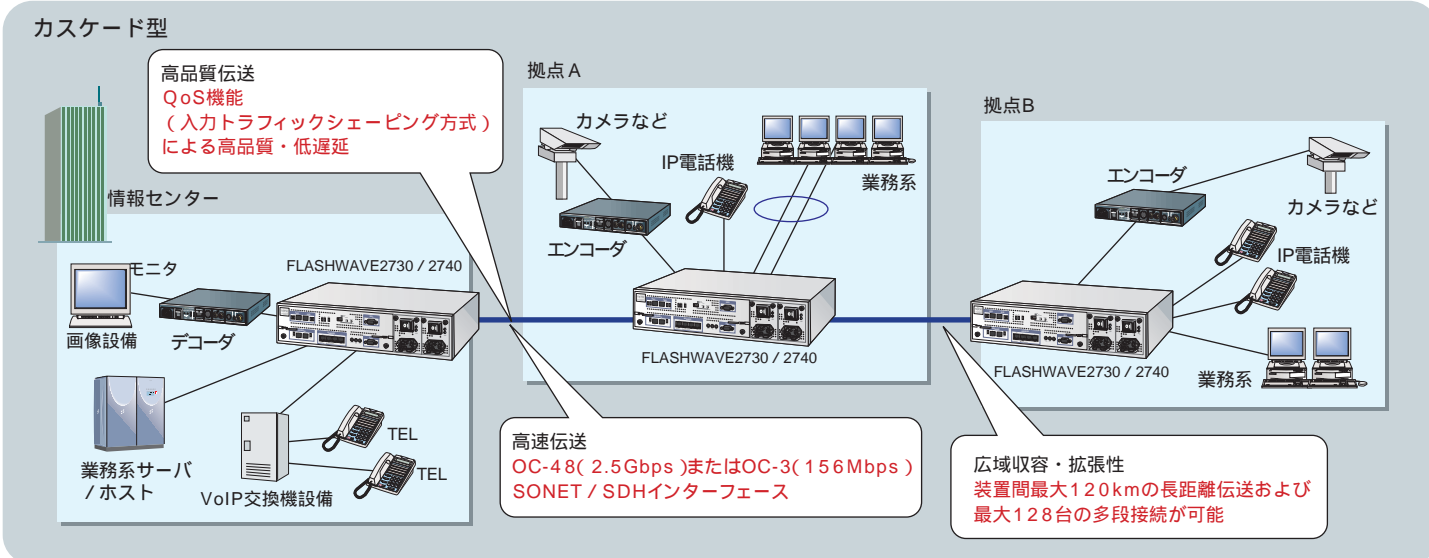 カスケード型
高品質伝送
QoS機能
(入力トラフィックシェーピング方式)
による高品質・低遅延
情報センター
モニタ
FLASHWAVE2730 / 2740
画像設備
デコーダ
業務系サーバ
/ ホスト
VoIP交換機設備
TEL
TEL
拠点A
カメラなど
IP電話機
業務系
エンコーダ
FLASHWAVE2730 / 2740
高速伝送
OC-48(2.5Gbps)またはOC-3(156Mbps)
SONET / SDHインターフェース
拠点B
エンコーダ
カメラなど
IP電話機
FLASHWAVE2730 / 2740
業務系
広域収容・拡張性
装置間最大120kmの長距離伝送および
最大128台の多段接続が可能